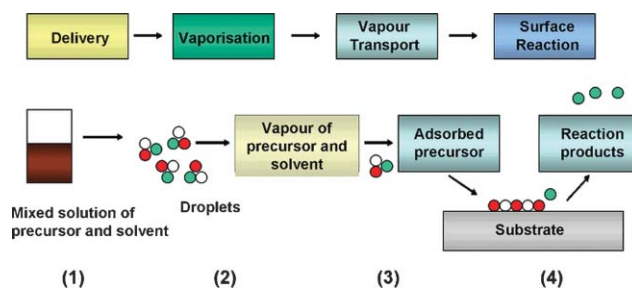 Delivery
Vaporisation
Vapour
Transport
Surface
Reaction
Vapour of
precursor and
solvent
Adsorbed
precursor
Reaction
products
Mixed solution of
precursor and solvent
Droplets
Substrate
(1)
(2)
(3)
(4)